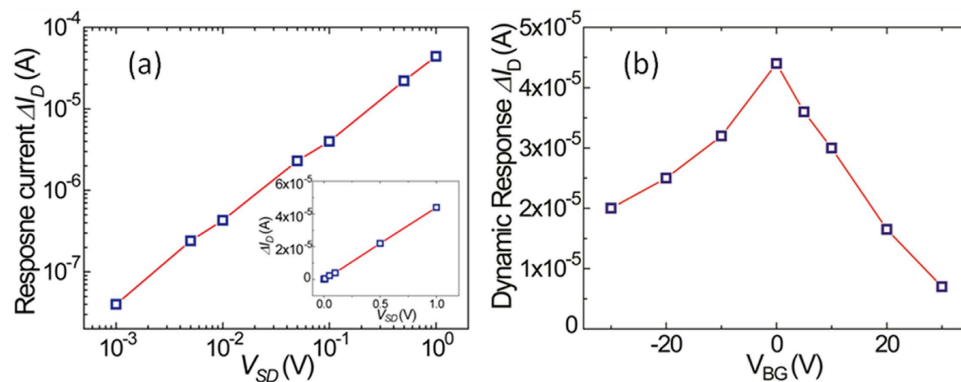 (a)
Resposne current ΔI_D (A)
10^-4
10^-5
10^-6
10^-7
10^-3 10^-2 10^-1 10^0
V_SD (V)
ΔI_D (A)
6x10^-5
4x10^-5
2x10^-5
0
0.0 0.5 1.0
V_SD (V)
(b)
Dynamic Response ΔI_D (A)
5x10^-5
4x10^-5
3x10^-5
2x10^-5
1x10^-5
0
-20 0 20
V_BG (V)